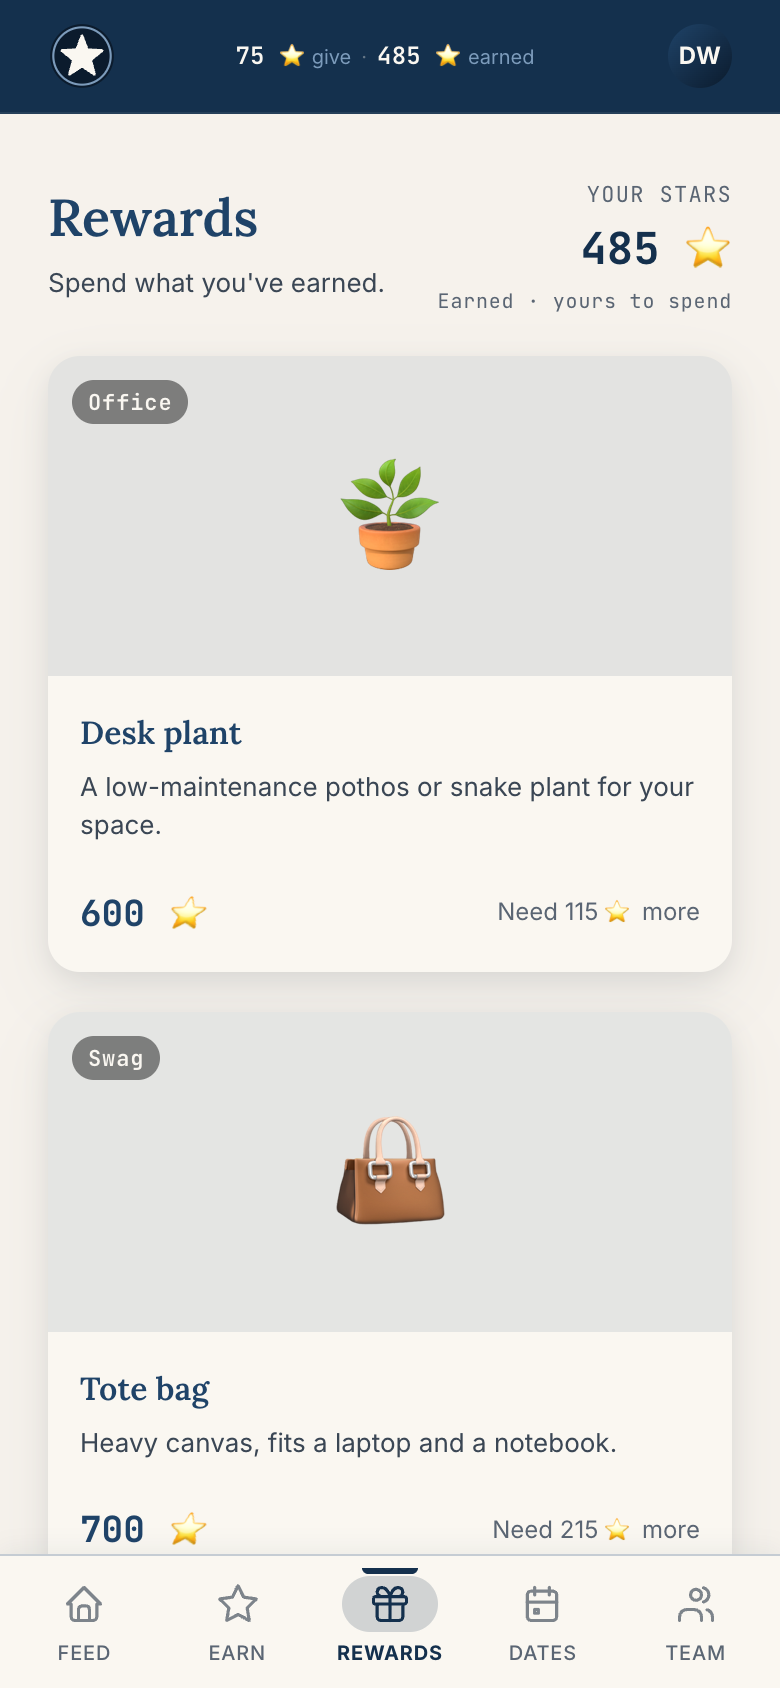 75 ⭐ give · 485 ⭐ earned
DW
Rewards
Spend what you've earned.
YOUR STARS
485 ⭐
Earned · yours to spend
Office
Desk plant
A low-maintenance pothos or snake plant for your
space.
600 ⭐
Need 115 ⭐ more
Swag
Tote bag
Heavy canvas, fits a laptop and a notebook.
700 ⭐
Need 215 ⭐ more
FEED
EARN
REWARDS
DATES
TEAM